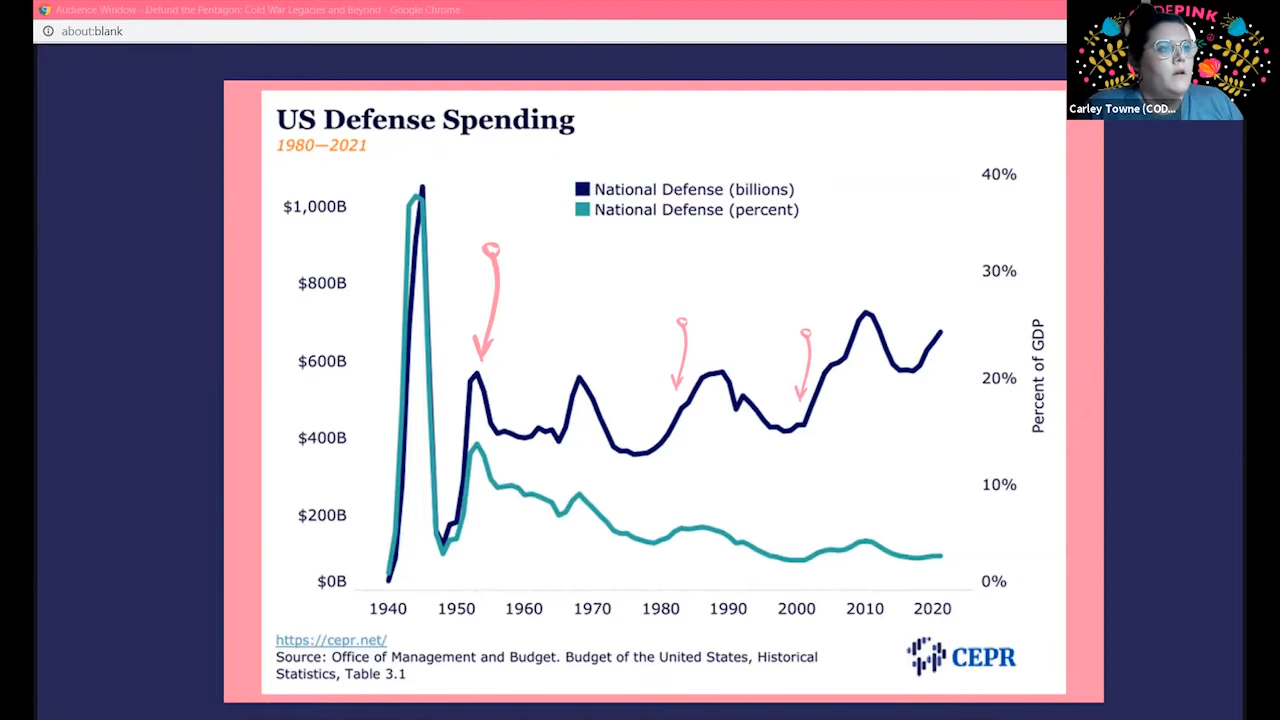 Audience Window - Defund the Pentagon: Cold War Legacies and Beyond - Google Chrome
about:blank
DEPINK
Carley Towne (COD...
US Defense Spending
1980—2021
National Defense (billions)
National Defense (percent)
$1,000B
$800B
$600B
$400B
$200B
$0B
40%
30%
20%
10%
0%
Percent of GDP
1940 1950 1960 1970 1980 1990 2000 2010 2020
https://cepr.net/
Source: Office of Management and Budget. Budget of the United States, Historical
Statistics, Table 3.1
CEPR